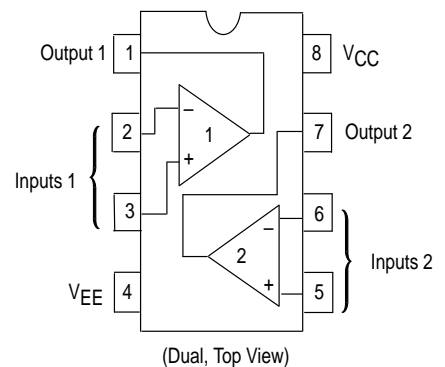 Output 1 1 8 VCC
2 – 1 7 Output 2
Inputs 1 +
3 – 6
2 Inputs 2
VEE 4 + 5
(Dual, Top View)